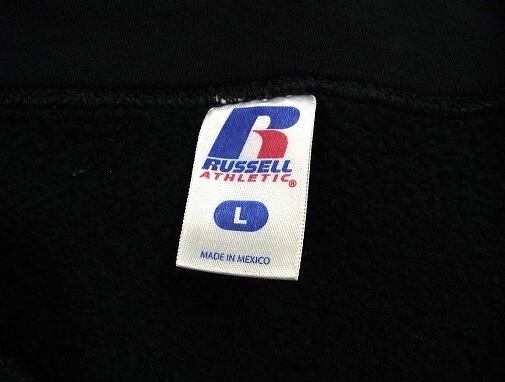 R
RUSSELL
ATHLETIC®
L
MADE IN MEXICO